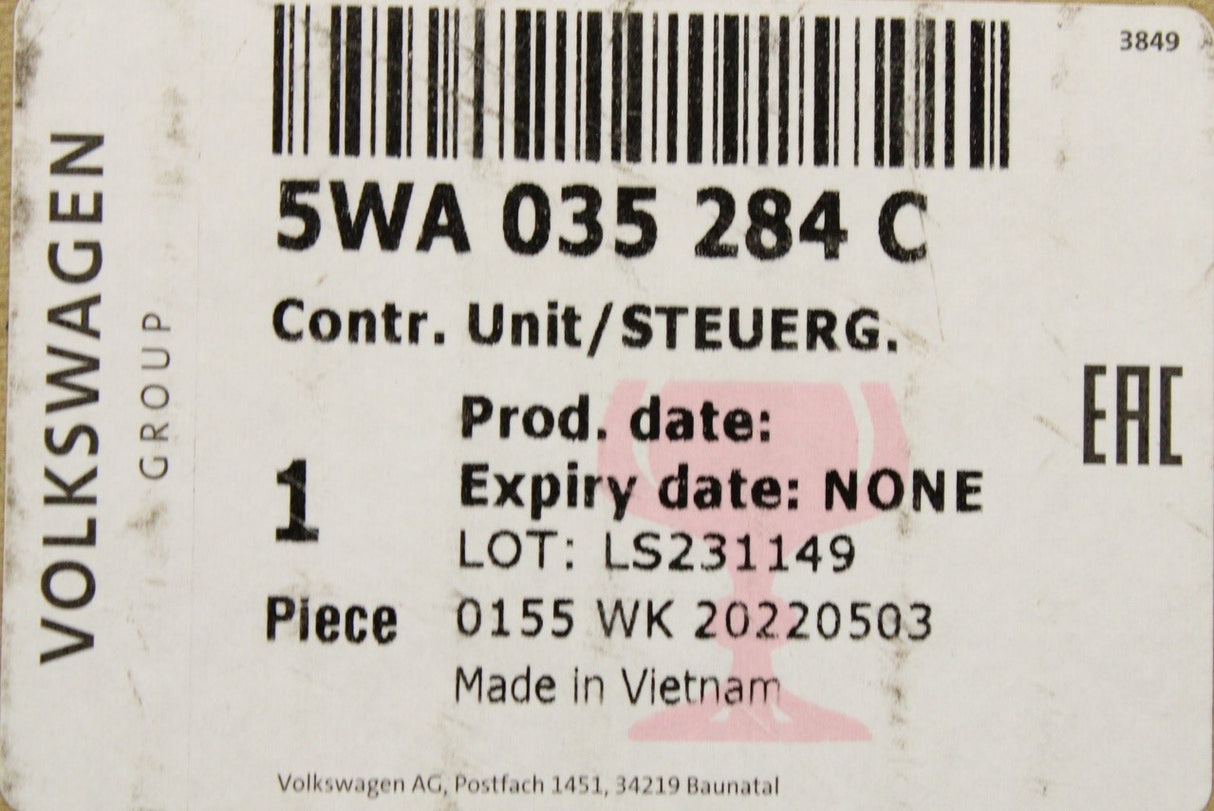 3849
VOLKSWAGEN
GROUP
5WA 035 284 C
Contr. Unit/STEUERG.
EAC
Prod. date:
Expiry date: NONE
1
LOT: LS231149
Piece
0155 WK 20220503
Made in Vietnam
Volkswagen AG, Postfach 1451, 34219 Baunatal